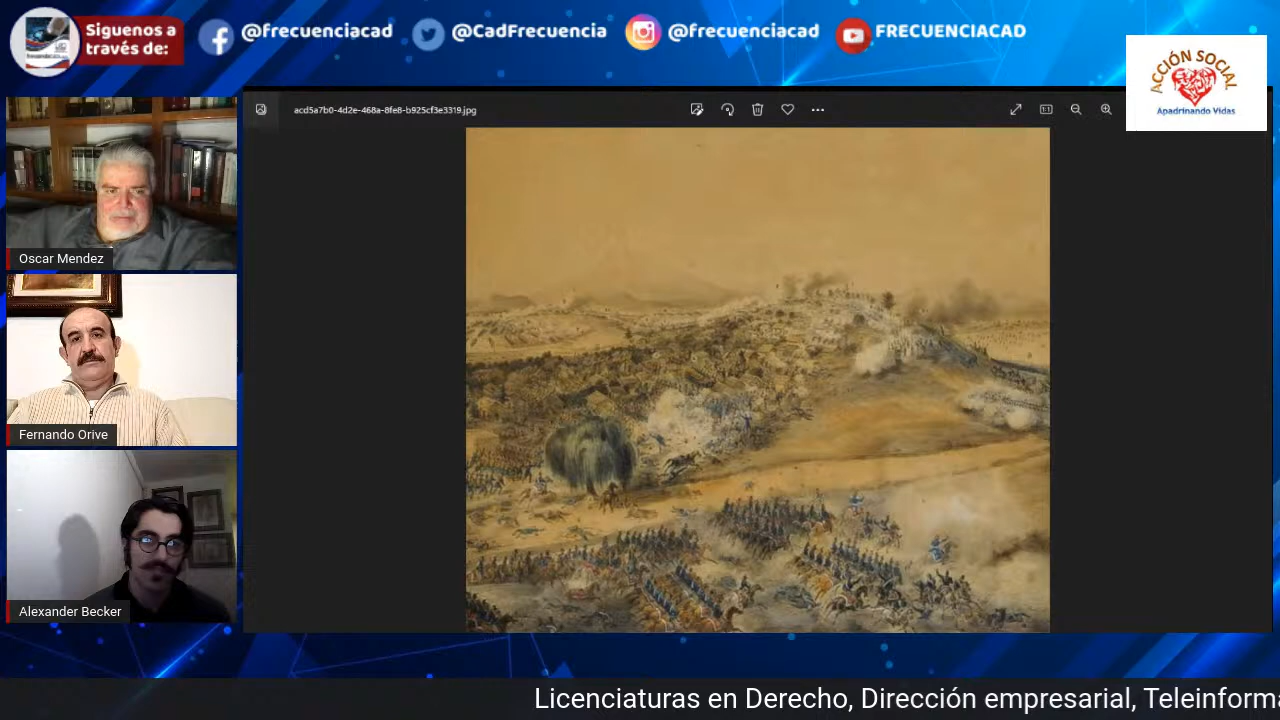 Siguenos a
través de:
@frecuenciacad
@CadFrecuencia
@frecuenciacad
FRECUENCIACAD
ACCIÓN SOCIAL
Apadrinando Vidas
acd5a7b0-4d2e-468a-8fe8-b925cf3e3319.jpg
Oscar Mendez
Fernando Orive
Alexander Becker
Licenciaturas en Derecho, Dirección empresarial, Teleinforma